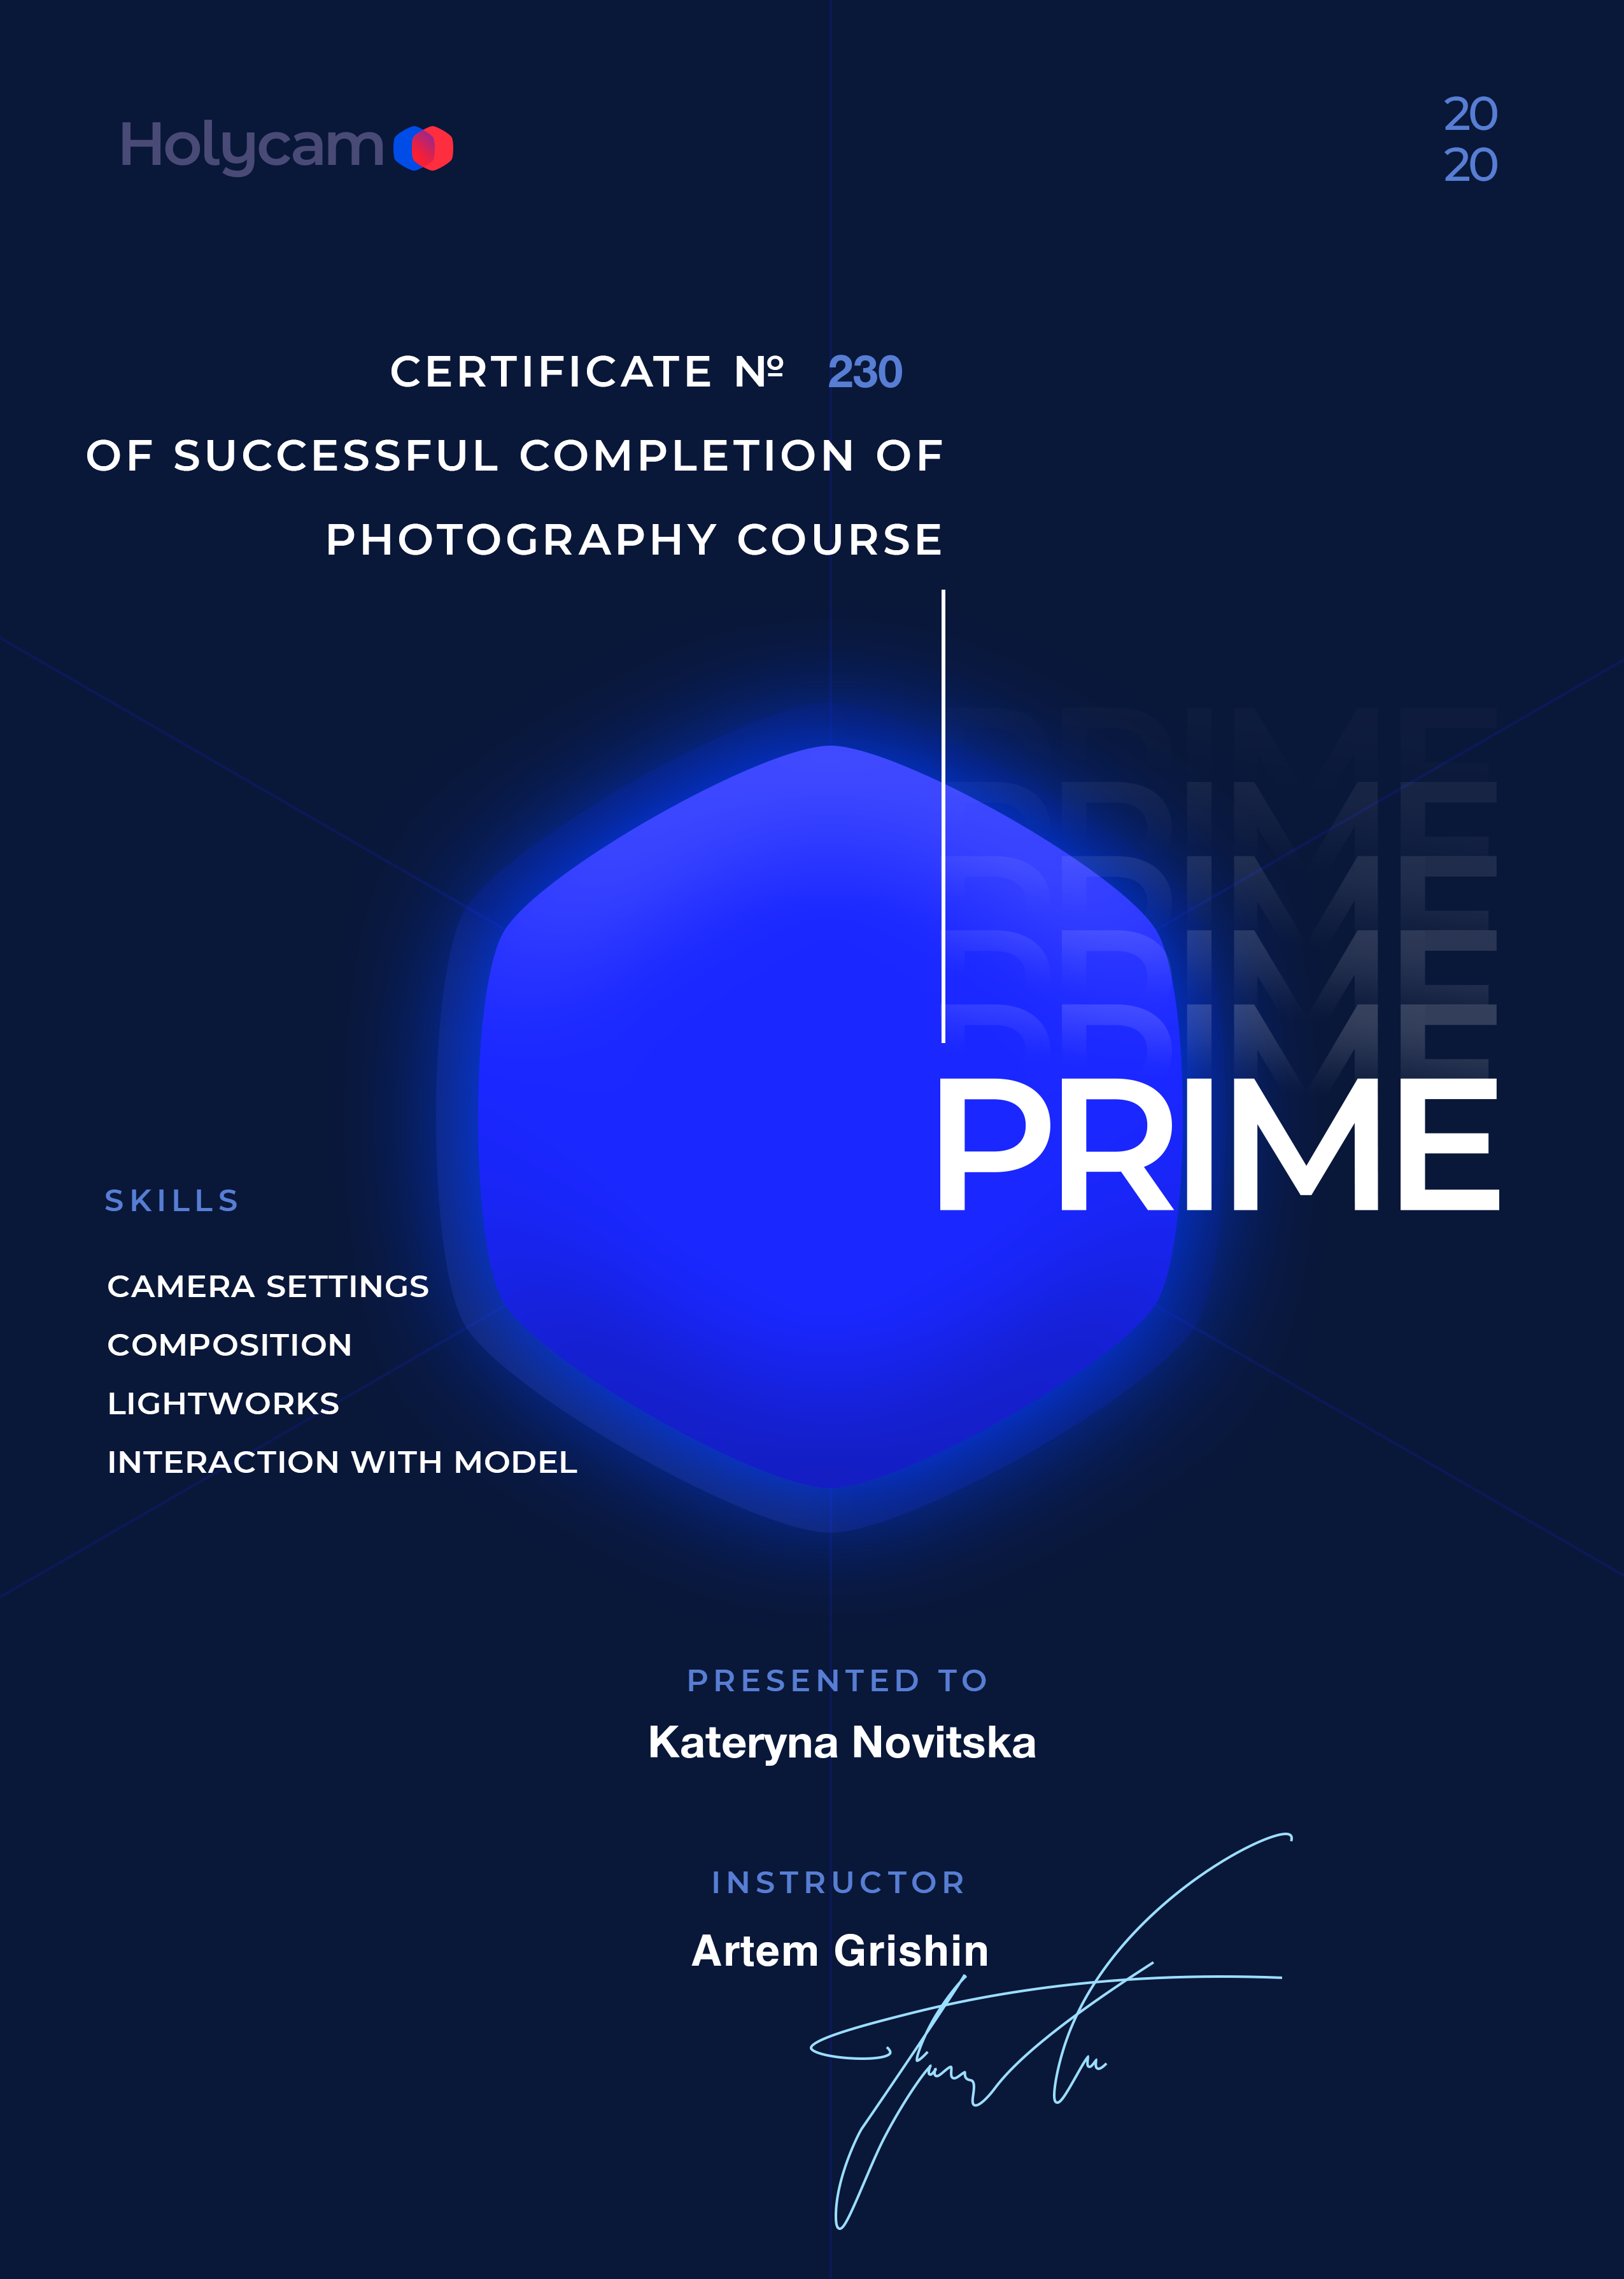 Holycam
20
20
CERTIFICATE Nº 230
OF SUCCESSFUL COMPLETION OF
PHOTOGRAPHY COURSE
PRIME
PRIME
PRIME
PRIME
PRIME
PRIME
SKILLS
CAMERA SETTINGS
COMPOSITION
LIGHTWORKS
INTERACTION WITH MODEL
PRESENTED TO
Kateryna Novitska
INSTRUCTOR
Artem Grishin